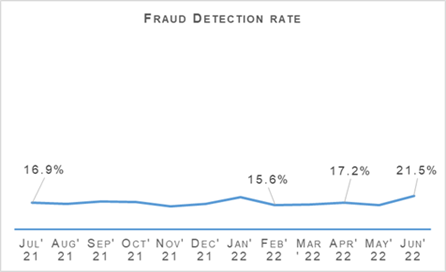 Fraud Detection rate
16.9%
15.6%
17.2%
21.5%
Jul' Aug' Sep' Oct' Nov' Dec' Jan' Feb' Mar' Apr' May' Jun'
21 21 21 21 21 21 22 22 22 22 22 22